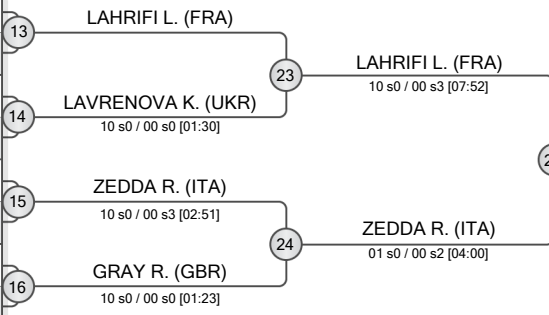 13
LAHRIFI L. (FRA)
23
LAHRIFI L. (FRA)
10 s0 / 00 s3 [07:52]
14
LAVRENOVA K. (UKR)
10 s0 / 00 s0 [01:30]
15
ZEDDA R. (ITA)
10 s0 / 00 s3 [02:51]
24
ZEDDA R. (ITA)
01 s0 / 00 s2 [04:00]
16
GRAY R. (GBR)
10 s0 / 00 s0 [01:23]